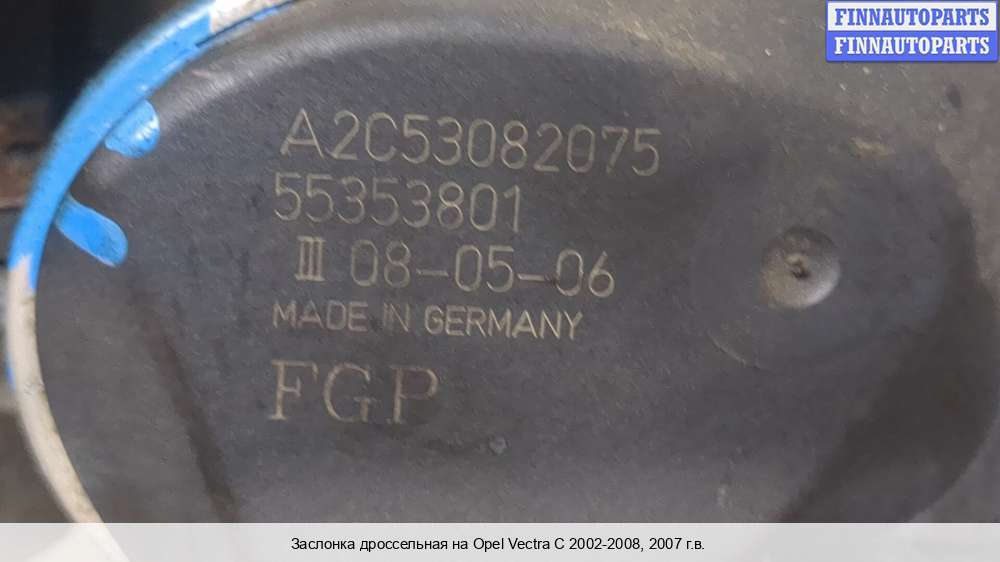 FINNAUTOPARTS
FINNAUTOPARTS
A2C53082075
55353801
III 08-05-06
MADE IN GERMANY
FGP
Заслонка дроссельная на Opel Vectra C 2002-2008, 2007 г.в.